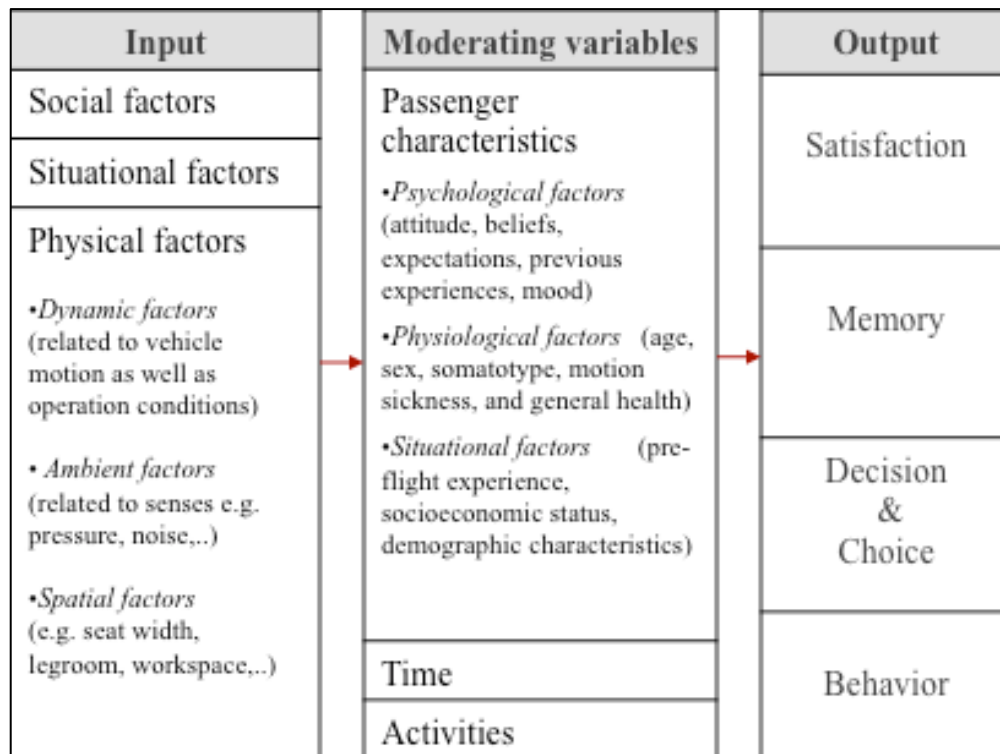 Input
Social factors
Situational factors
Physical factors
•Dynamic factors
(related to vehicle
motion as well as
operation conditions)
• Ambient factors
(related to senses e.g.
pressure, noise,..)
•Spatial factors
(e.g. seat width,
legroom, workspace,..)
Moderating variables
Passenger
characteristics
•Psychological factors
(attitude, beliefs,
expectations, previous
experiences, mood)
•Physiological factors (age,
sex, somatotype, motion
sickness, and general health)
•Situational factors (pre-
flight experience,
socioeconomic status,
demographic characteristics)
Time
Activities
Output
Satisfaction
Memory
Decision
&
Choice
Behavior